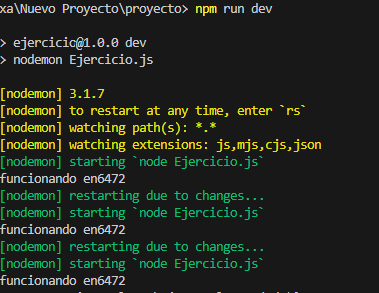 xa\Nuevo Proyecto\proyecto> npm run dev
> ejercicio@1.0.0 dev
> nodemon Ejercicio.js
[nodemon] 3.1.7
[nodemon] to restart at any time, enter `rs`
[nodemon] watching path(s): *.*
[nodemon] watching extensions: js,mjs,cjs,json
[nodemon] starting `node Ejercicio.js`
funcionando en6472
[nodemon] restarting due to changes...
[nodemon] starting `node Ejercicio.js`
funcionando en6472
[nodemon] restarting due to changes...
[nodemon] starting `node Ejercicio.js`
funcionando en6472